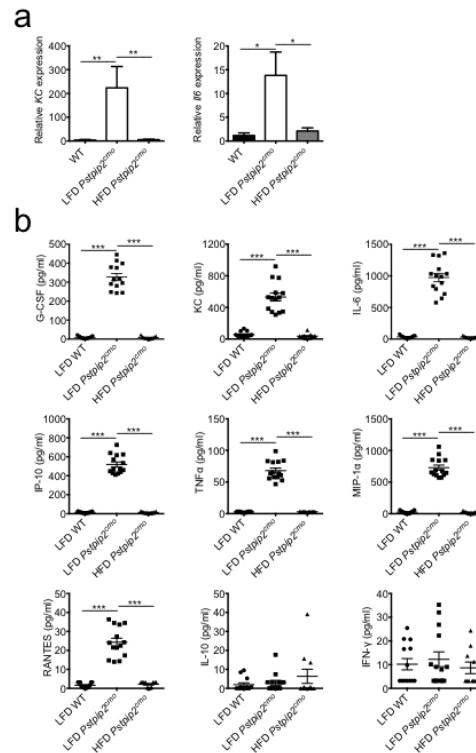 a
Relative KC expression
400
300
200
100
0
**
**
WT
LFD Pstpip2cmo
HFD Pstpip2cmo
Relative Il6 expression
20
15
10
5
0
*
*
WT
LFD Pstpip2cmo
HFD Pstpip2cmo
b
G-CSF (pg/ml)
500
400
300
200
100
0
***
***
LFD WT
LFD Pstpip2cmo
HFD Pstpip2cmo
KC (pg/ml)
1200
800
400
0
***
***
LFD WT
LFD Pstpip2cmo
HFD Pstpip2cmo
IL-6 (pg/ml)
1500
1000
500
0
***
***
LFD WT
LFD Pstpip2cmo
HFD Pstpip2cmo
IP-10 (pg/ml)
1000
800
600
400
200
0
***
***
LFD WT
LFD Pstpip2cmo
HFD Pstpip2cmo
TNFα (pg/ml)
150
100
50
0
***
***
LFD WT
LFD Pstpip2cmo
HFD Pstpip2cmo
MIP-1α (pg/ml)
1500
1000
500
0
***
***
LFD WT
LFD Pstpip2cmo
HFD Pstpip2cmo
RANTES (pg/ml)
60
40
20
0
***
***
LFD WT
LFD Pstpip2cmo
HFD Pstpip2cmo
IL-10 (pg/ml)
50
40
30
20
10
0
LFD WT
LFD Pstpip2cmo
HFD Pstpip2cmo
IFN-γ (pg/ml)
40
30
20
10
0
LFD WT
LFD Pstpip2cmo
HFD Pstpip2cmo